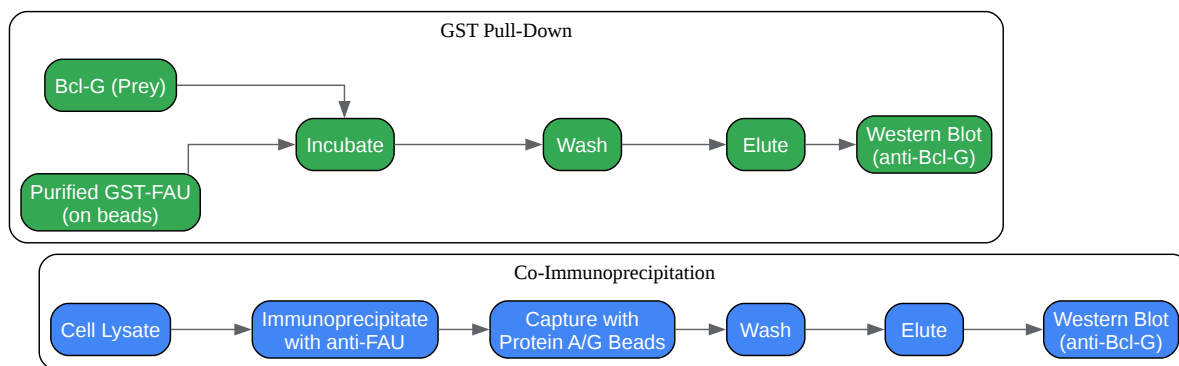 GST Pull-Down
Bcl-G (Prey)
Purified GST-FAU
(on beads)
Incubate
Wash
Elute
Western Blot
(anti-Bcl-G)
Co-Immunoprecipitation
Cell Lysate
Immunoprecipitate
with anti-FAU
Capture with
Protein A/G Beads
Wash
Elute
Western Blot
(anti-Bcl-G)